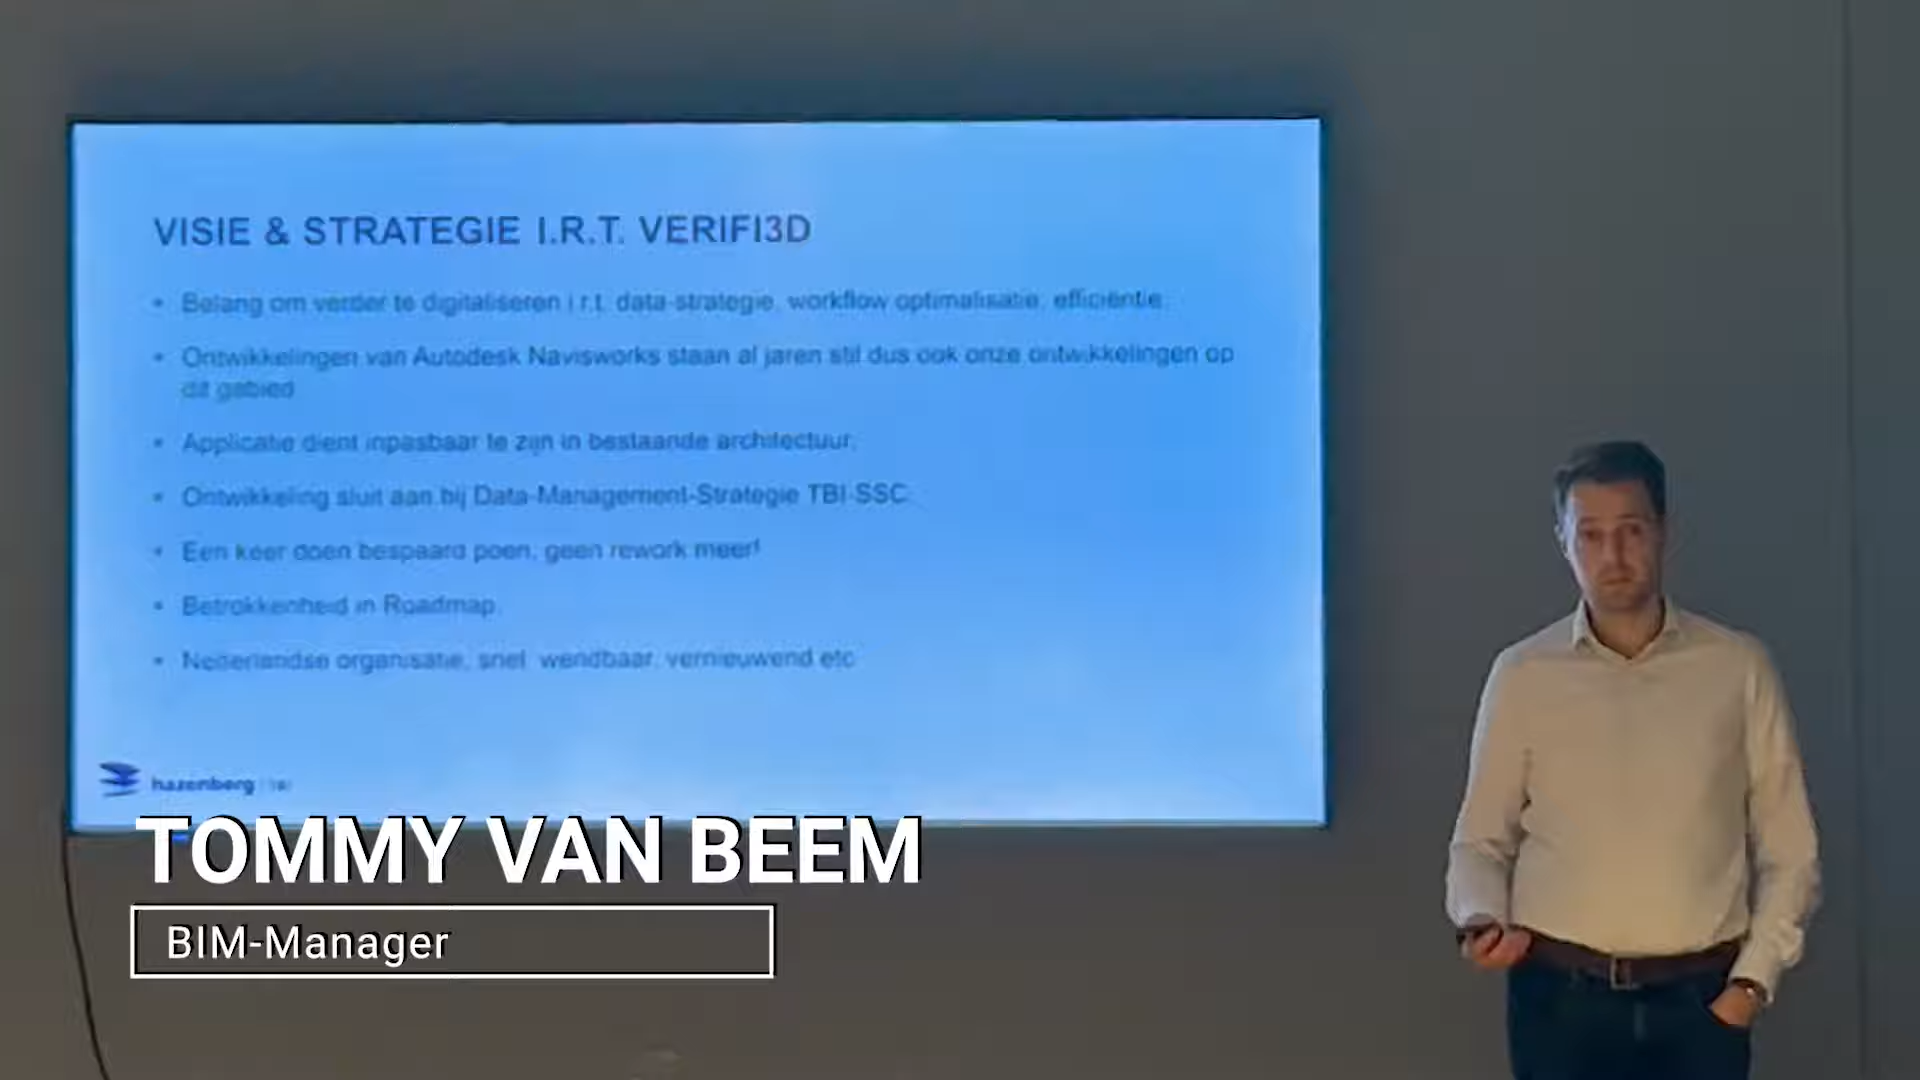 VISIE & STRATEGIE I.R.T. VERIFI3D
• Belang om verder te digitaliseren i.r.t. data-strategie, workflow optimalisatie, efficiëntie.
• Ontwikkelingen van Autodesk Navisworks staan al jaren stil dus ook onze ontwikkelingen op
dit gebied
• Applicatie dient inpasbaar te zijn in bestaande architectuur.
• Ontwikkeling sluit aan bij Data-Management-Strategie TBI-SSC.
• Een keer doen bespaard poen, geen rework meer!
• Betrokkenheid in Roadmap.
• Nederlandse organisatie, snel, wendbaar, vernieuwend etc
hazenberg
TOMMY VAN BEEM
BIM-Manager